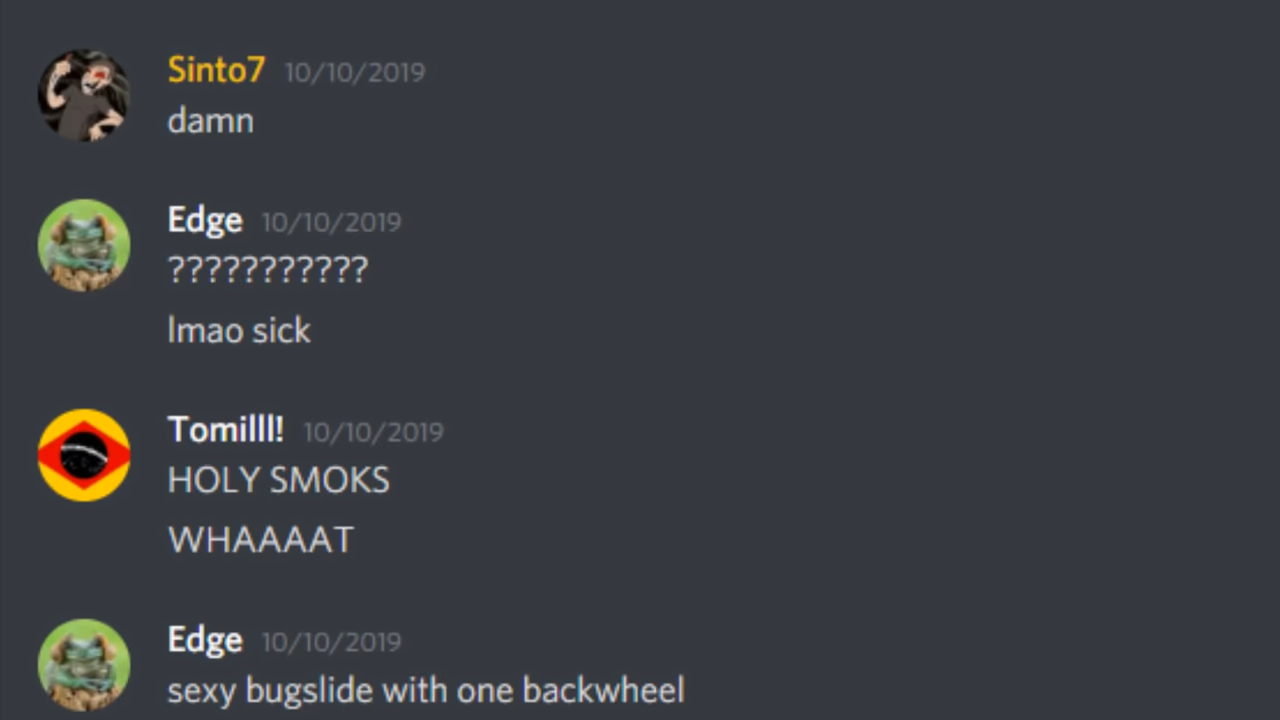 Sinto7 10/10/2019
damn
Edge 10/10/2019
???????????
lmao sick
Tomilll! 10/10/2019
HOLY SMOKS
WHAAAAT
Edge 10/10/2019
sexy bugslide with one backwheel